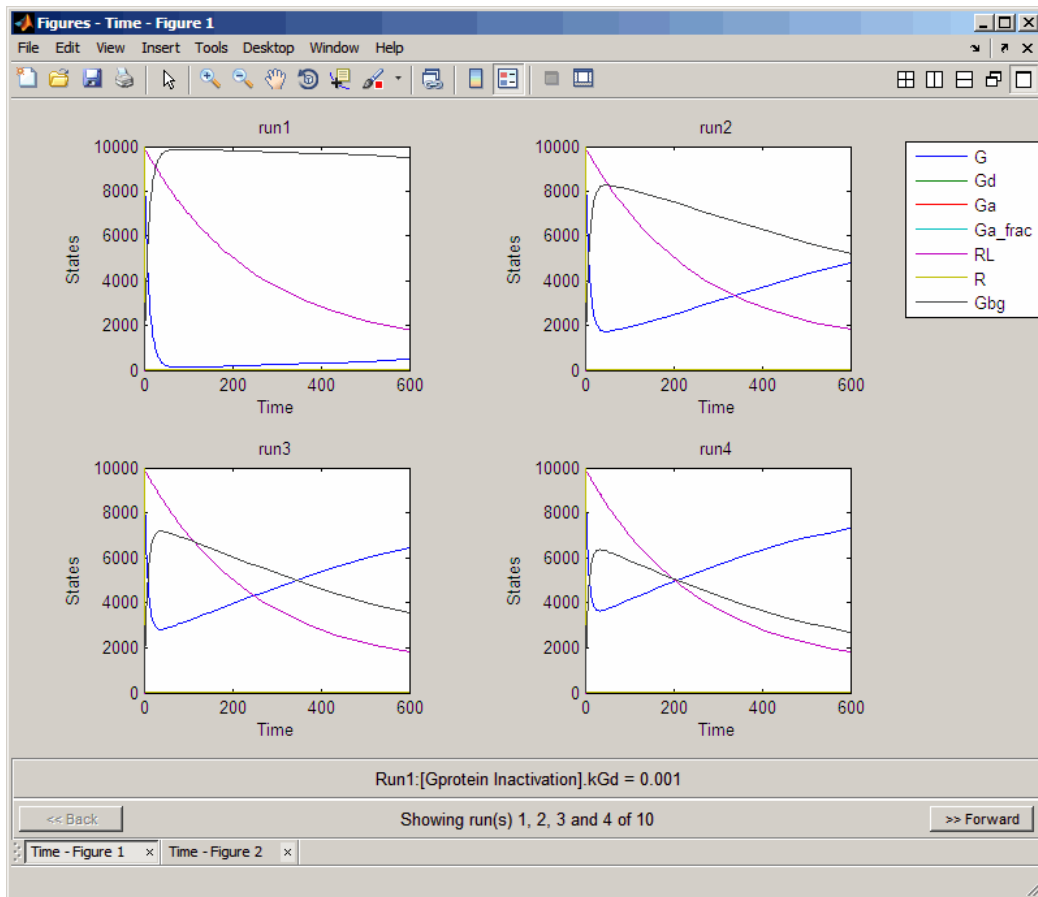 Figures - Time - Figure 1
File Edit View Insert Tools Desktop Window Help
run1
10000
8000
6000
4000
2000
0
States
0 200 400 600
Time
run2
10000
8000
6000
4000
2000
0
States
0 200 400 600
Time
G
Gd
Ga
Ga_frac
RL
R
Gbg
run3
10000
8000
6000
4000
2000
0
States
0 200 400 600
Time
run4
10000
8000
6000
4000
2000
0
States
0 200 400 600
Time
Run1:[Gprotein Inactivation].kGd = 0.001
<< Back Showing run(s) 1, 2, 3 and 4 of 10 >> Forward
Time - Figure 1 × Time - Figure 2 ×